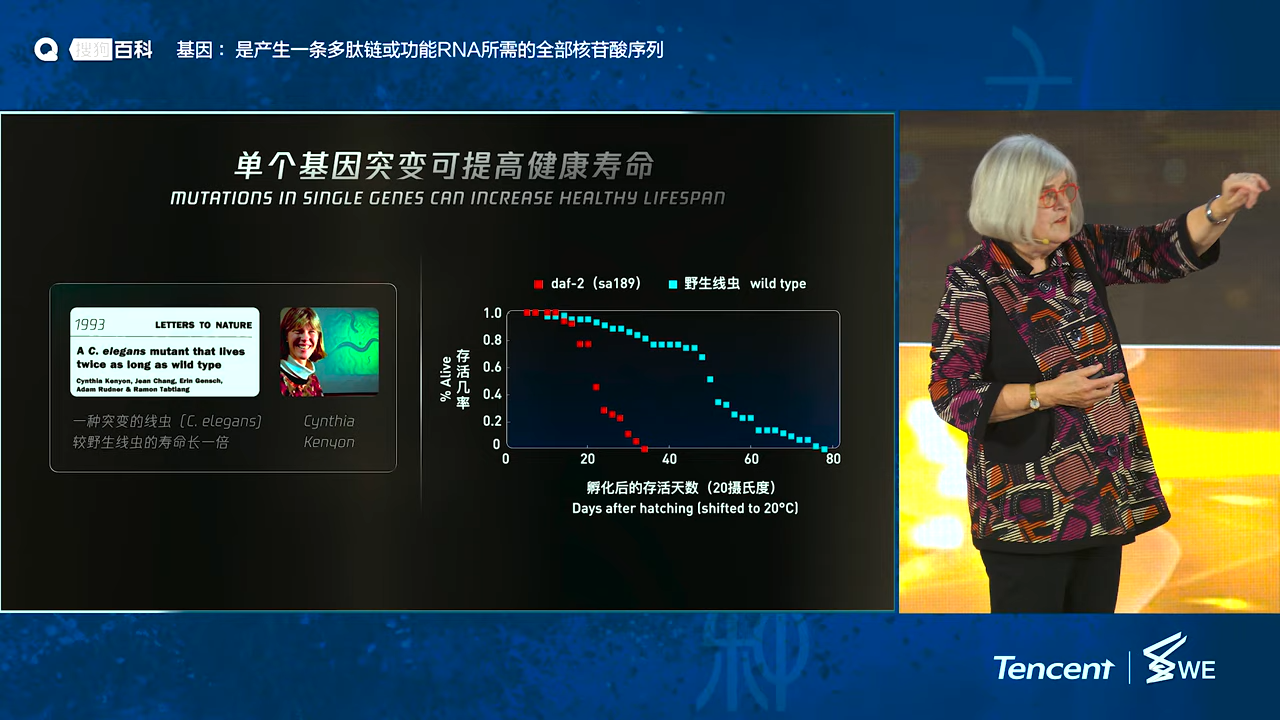 搜狗百科 基因：是产生一条多肽链或功能RNA所需的全部核苷酸序列
单个基因突变可提高健康寿命
MUTATIONS IN SINGLE GENES CAN INCREASE HEALTHY LIFESPAN
1993 LETTERS TO NATURE
A C. elegans mutant that lives
twice as long as wild type
Cynthia Kenyon, Jean Chang, Erin Gensch,
Adam Rudner & Ramon Tabtiang
一种突变的线虫 [C. elegans]
较野生线虫的寿命长一倍
Cynthia
Kenyon
daf-2（sa189） 野生线虫 wild type
% Alive
存活几率
1.0
0.8
0.6
0.4
0.2
0
0 20 40 60 80
孵化后的存活天数（20摄氏度）
Days after hatching (shifted to 20°C)
Tencent WE